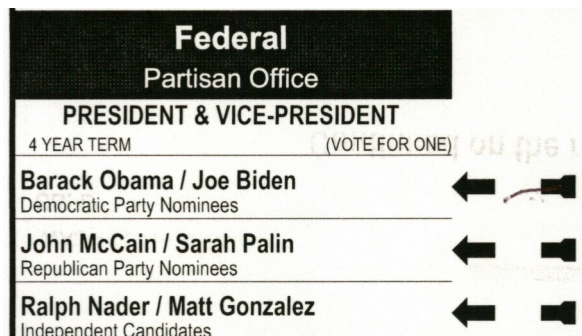 Federal
Partisan Office
PRESIDENT & VICE-PRESIDENT
4 YEAR TERM (VOTE FOR ONE)
Barack Obama / Joe Biden
Democratic Party Nominees
John McCain / Sarah Palin
Republican Party Nominees
Ralph Nader / Matt Gonzalez
Independent Candidates